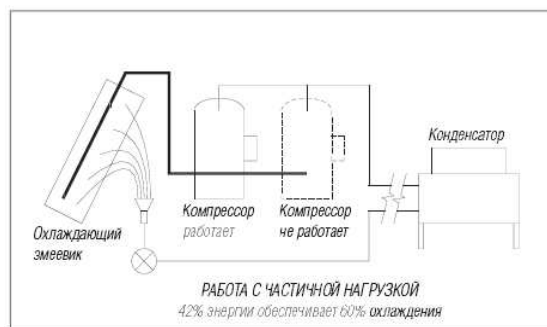 Конденсатор
Охлаждающий
змеевик
Компрессор
работает
Компрессор
не работает
РАБОТА С ЧАСТИЧНОЙ НАГРУЗКОЙ
42% энергии обеспечивает 60% охлаждения